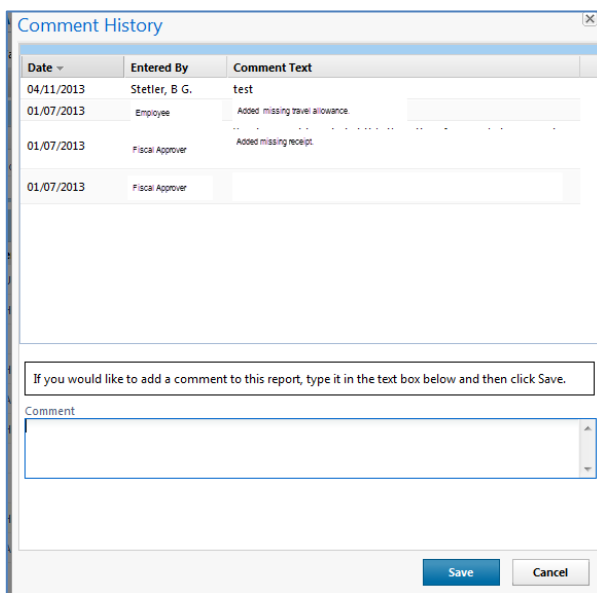 Comment History
Date Entered By Comment Text
04/11/2013 Stetler, B G. test
01/07/2013 Employee Added missing travel allowance.
01/07/2013 Fiscal Approver Added missing receipt.
01/07/2013 Fiscal Approver
If you would like to add a comment to this report, type it in the text box below and then click Save.
Comment
Save Cancel